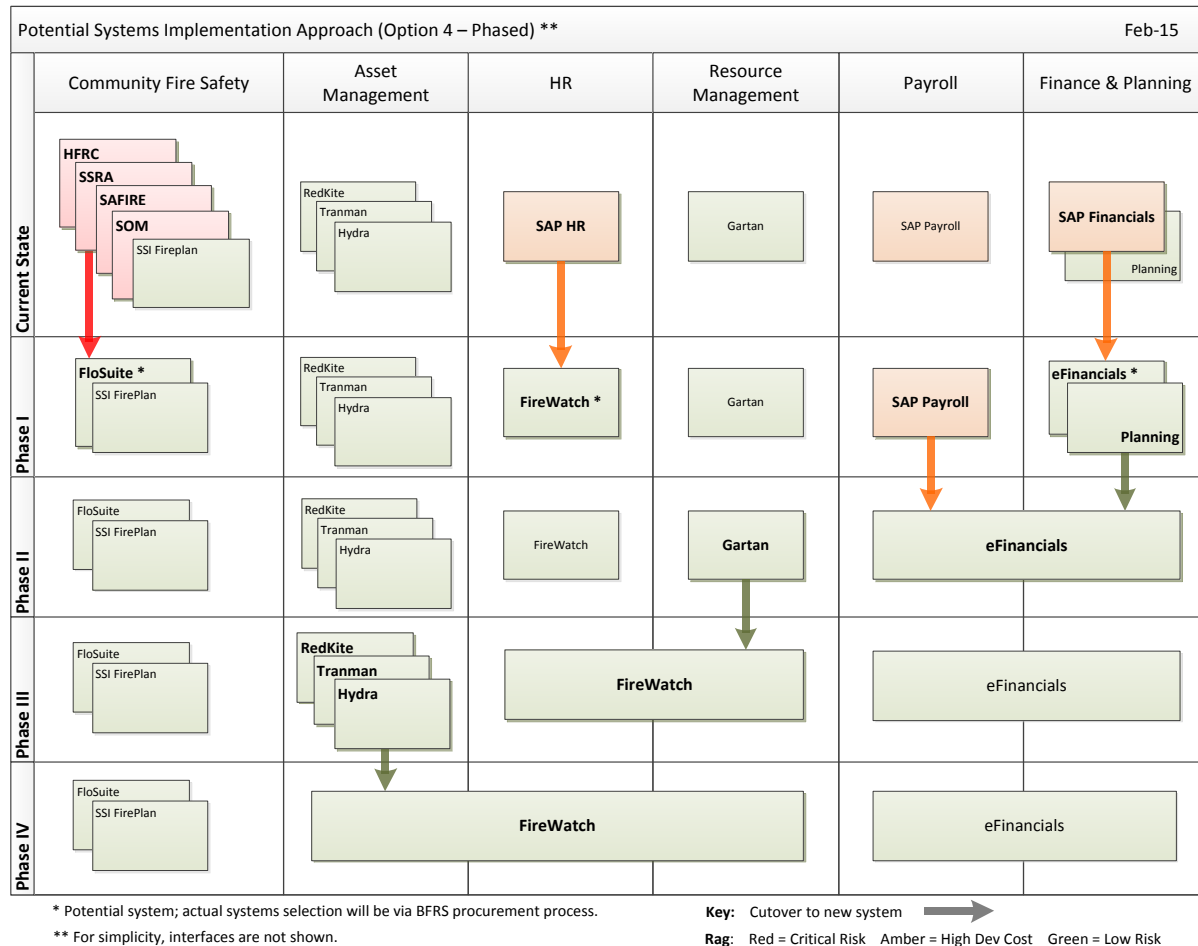 Potential Systems Implementation Approach (Option 4 – Phased) ** Feb-15
Community Fire Safety
Asset
Management
HR
Resource
Management
Payroll
Finance & Planning
Current State
HFRC
SSRA
SAFIRE
SOM
SSI Fireplan
RedKite
Tranman
Hydra
SAP HR
Gartan
SAP Payroll
SAP Financials
Planning
Phase I
FloSuite *
SSI FirePlan
RedKite
Tranman
Hydra
FireWatch *
Gartan
SAP Payroll
eFinancials *
Planning
Phase II
FloSuite
SSI FirePlan
RedKite
Tranman
Hydra
FireWatch
Gartan
eFinancials
Phase III
FloSuite
SSI FirePlan
RedKite
Tranman
Hydra
FireWatch
eFinancials
Phase IV
FloSuite
SSI FirePlan
FireWatch
eFinancials
* Potential system; actual systems selection will be via BFRS procurement process.
** For simplicity, interfaces are not shown.
Key: Cutover to new system
Rag: Red = Critical Risk Amber = High Dev Cost Green = Low Risk